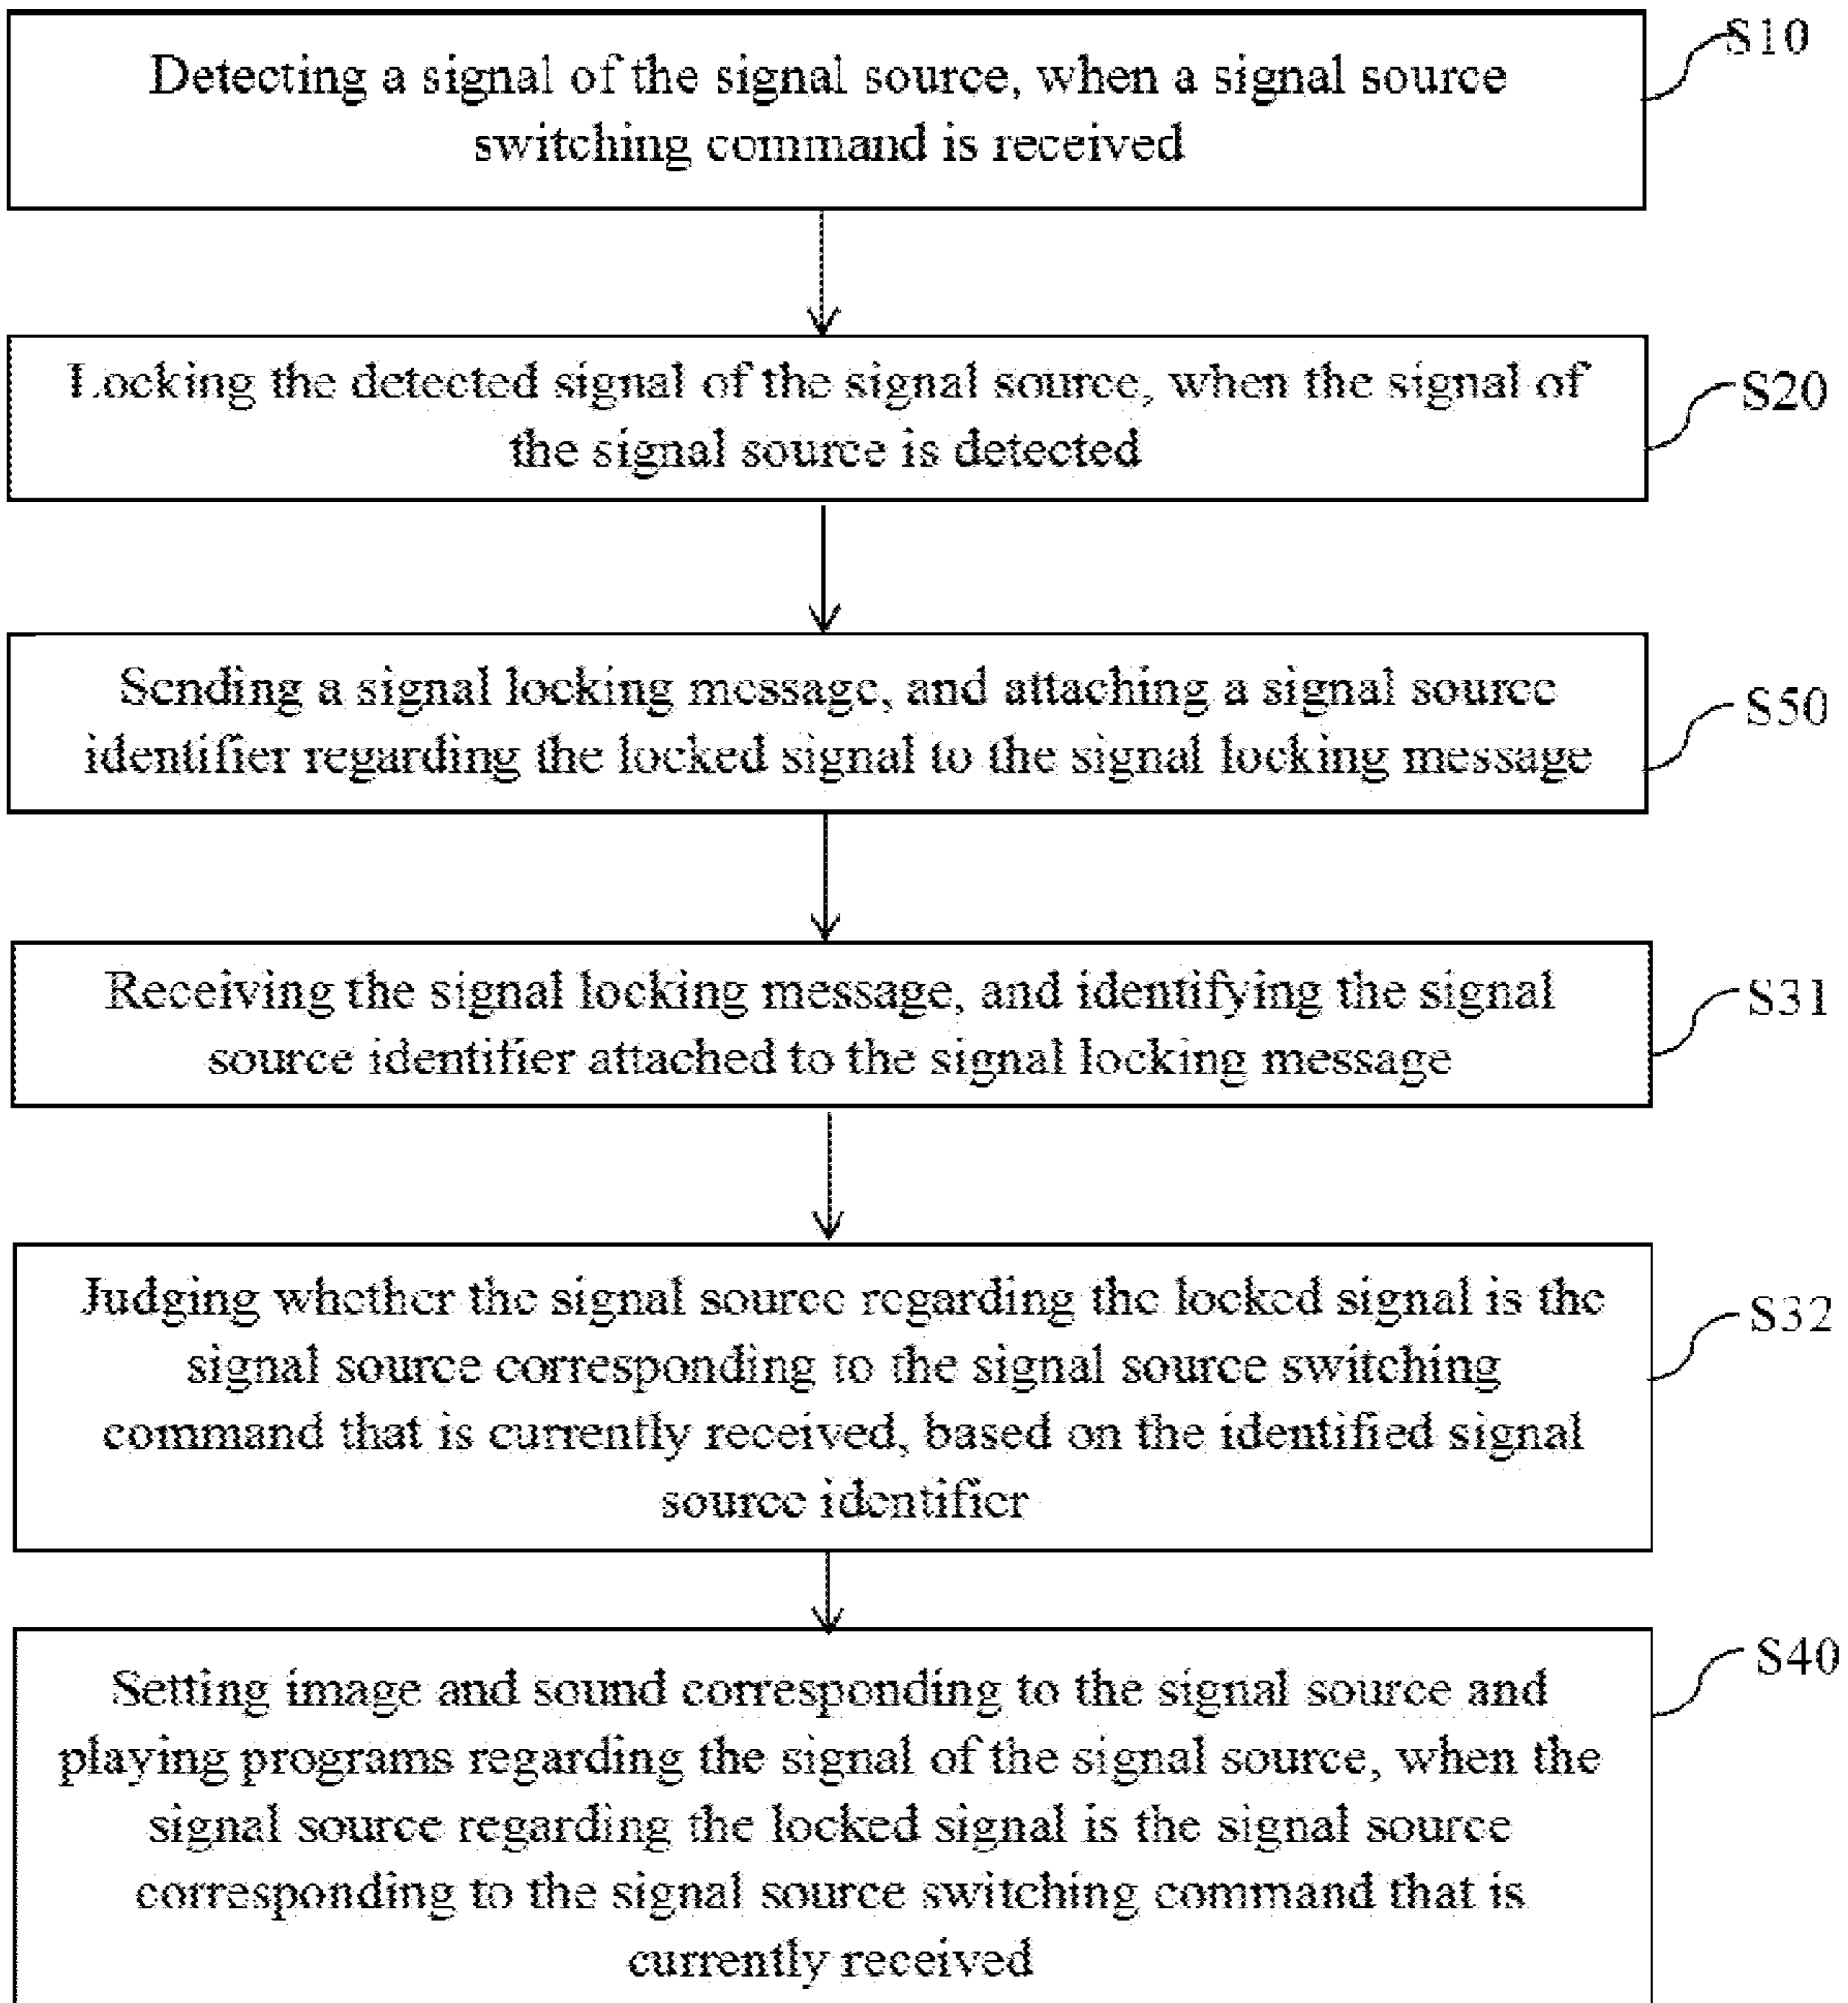 Detecting a signal of the signal source, when a signal source
switching command is received
S10
Locking the detected signal of the signal source, when the signal of
the signal source is detected
S20
Sending a signal locking message, and attaching a signal source
identifier regarding the locked signal to the signal locking message
S50
Receiving the signal locking message, and identifying the signal
source identifier attached to the signal locking message
S31
Judging whether the signal source regarding the locked signal is the
signal source corresponding to the signal source switching
command that is currently received, based on the identified signal
source identifier
S32
Setting image and sound corresponding to the signal source and
playing programs regarding the signal of the signal source, when the
signal source regarding the locked signal is the signal source
corresponding to the signal source switching command that is
currently received
S40